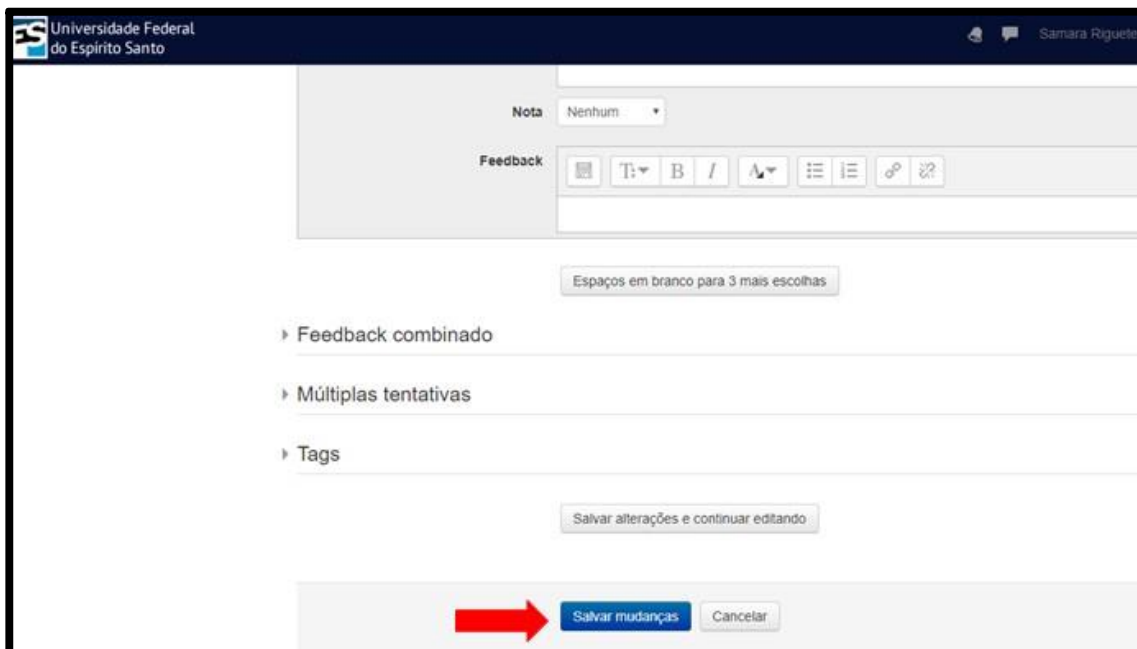 Universidade Federal
do Espírito Santo
Samara Riguete
Nota
Nenhum
Feedback
B I
Espaços em branco para 3 mais escolhas
Feedback combinado
Múltiplas tentativas
Tags
Salvar alterações e continuar editando
Salvar mudanças
Cancelar